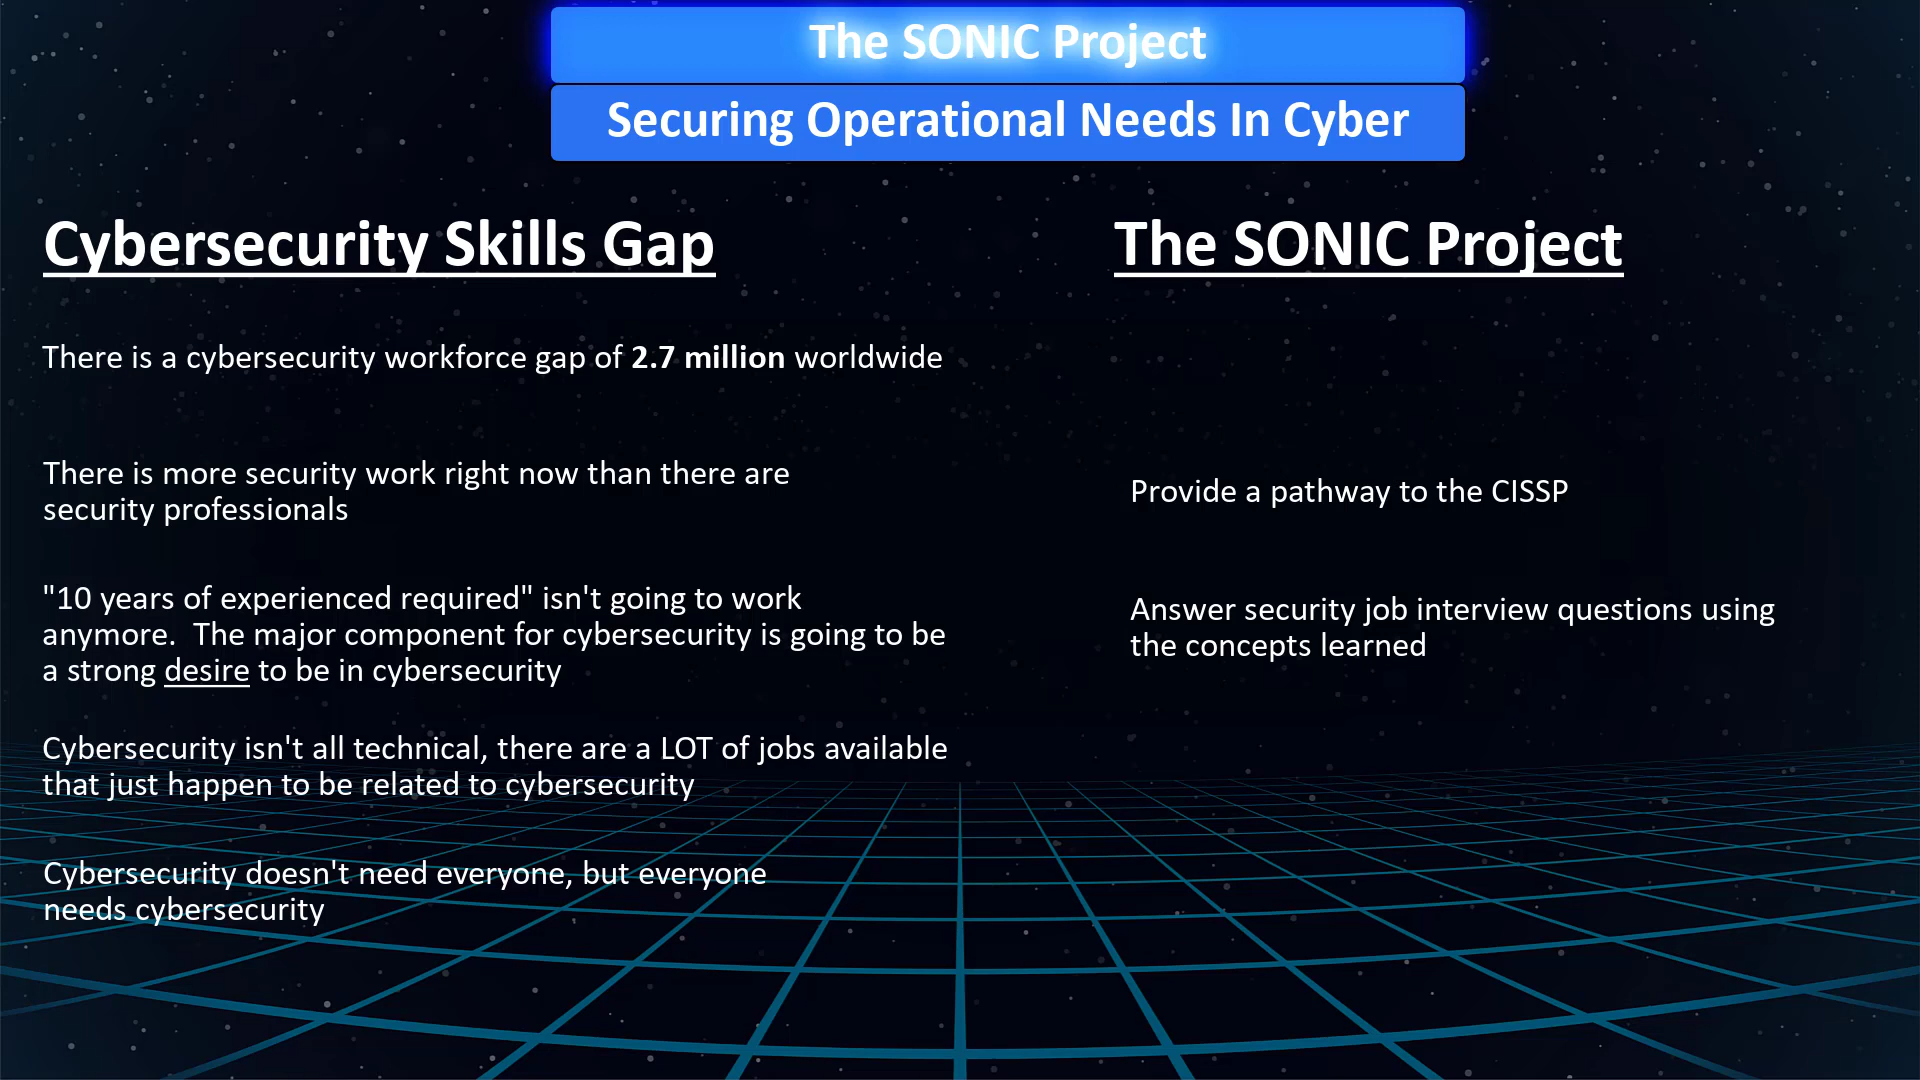 The SONIC Project
Securing Operational Needs In Cyber
Cybersecurity Skills Gap
There is a cybersecurity workforce gap of 2.7 million worldwide
There is more security work right now than there are
security professionals
"10 years of experienced required" isn't going to work
anymore.  The major component for cybersecurity is going to be
a strong desire to be in cybersecurity
Cybersecurity isn't all technical, there are a LOT of jobs available
that just happen to be related to cybersecurity
Cybersecurity doesn't need everyone, but everyone
needs cybersecurity
The SONIC Project
Provide a pathway to the CISSP
Answer security job interview questions using
the concepts learned